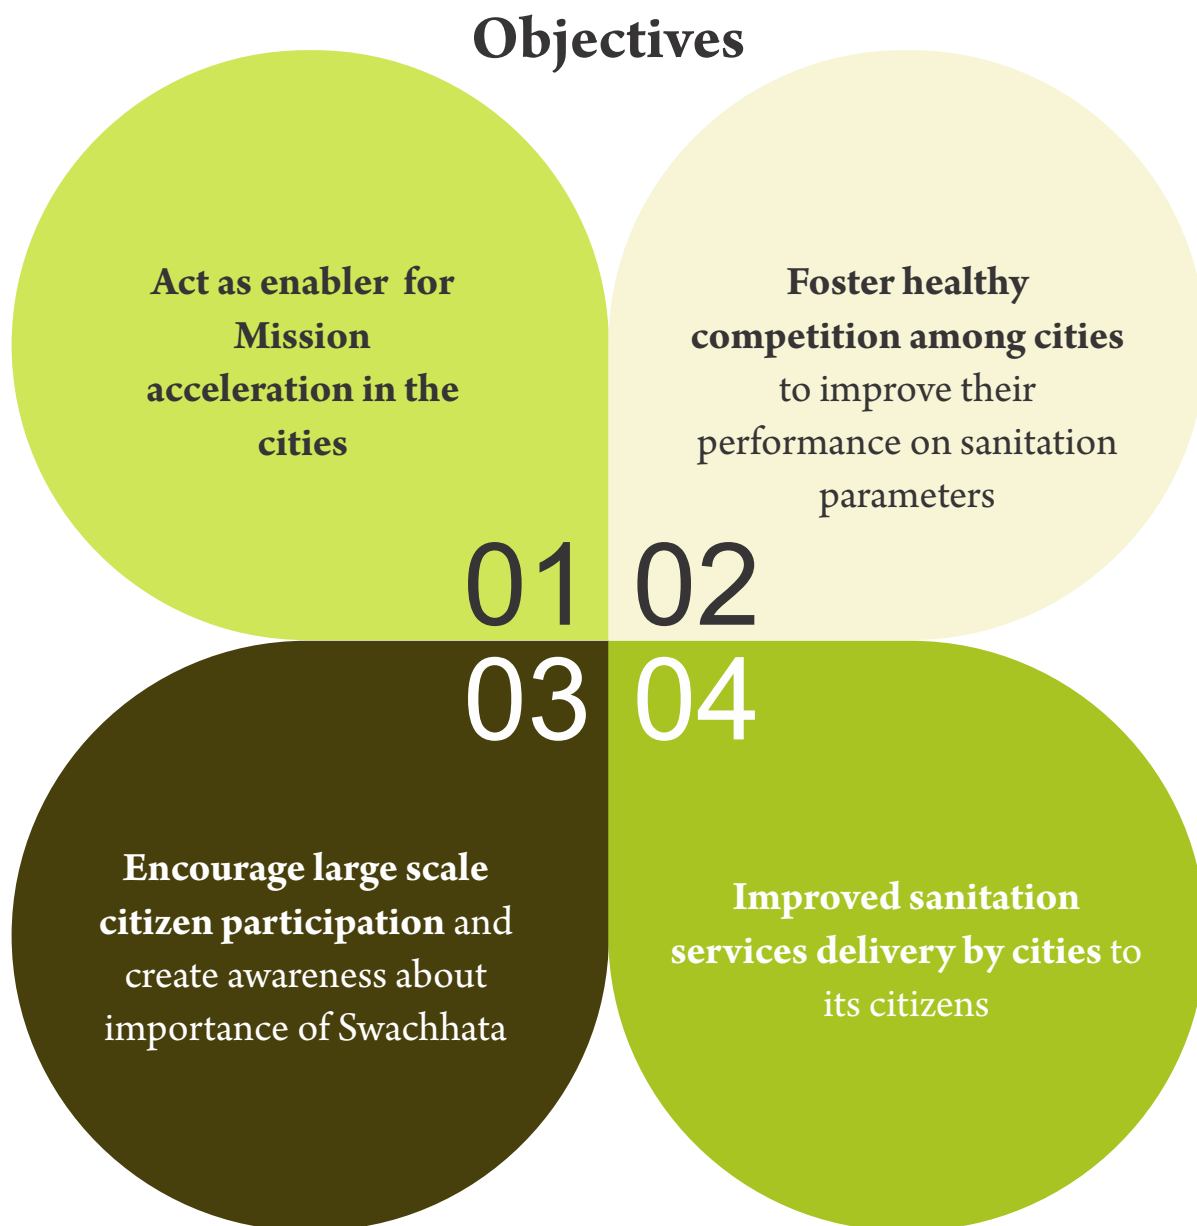 Objectives
Act as enabler for
Mission
acceleration in the
cities
01
Foster healthy
competition among cities
to improve their
performance on sanitation
parameters
02
03
Encourage large scale
citizen participation and
create awareness about
importance of Swachhata
04
Improved sanitation
services delivery by cities to
its citizens